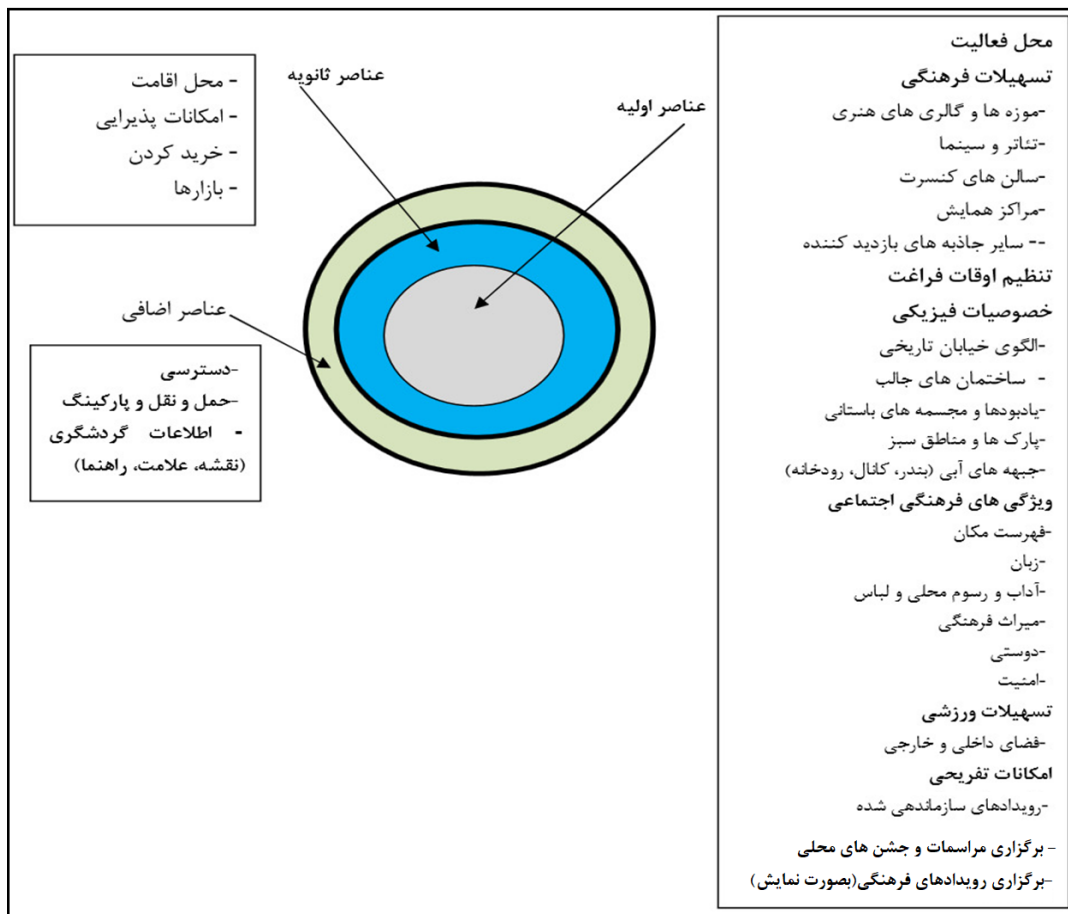 محل فعالیت
تسهیلات فرهنگی
-موزه ها و گالری های هنری
-تئاتر و سینما
-سالن های کنسرت
-مراکز همایش
-- سایر جاذبه های بازدید کننده
تنظیم اوقات فراغت
خصوصیات فیزیکی
-الگوی خیابان تاریخی
- ساختمان های جالب
-یادبودها و مجسمه های باستانی
-پارک ها و مناطق سبز
-جبهه های آبی (بندر، کانال، رودخانه)
ویژگی های فرهنگی اجتماعی
-فهرست مکان
-زبان
-آداب و رسوم محلی و لباس
-میراث فرهنگی
-دوستی
-امنیت
تسهیلات ورزشی
-فضای داخلی و خارجی
امکانات تفریحی
-رویدادهای سازماندهی شده
- برگزاری مراسمات و جشن های محلی
-برگزاری رویدادهای فرهنگی(بصورت نمایش)
عناصر اولیه
عناصر ثانویه
- محل اقامت
- امکانات پذیرایی
- خرید کردن
- بازارها
عناصر اضافی
-دسترسی
-حمل و نقل و پارکینگ
- اطلاعات گردشگری
(نقشه، علامت، راهنما)